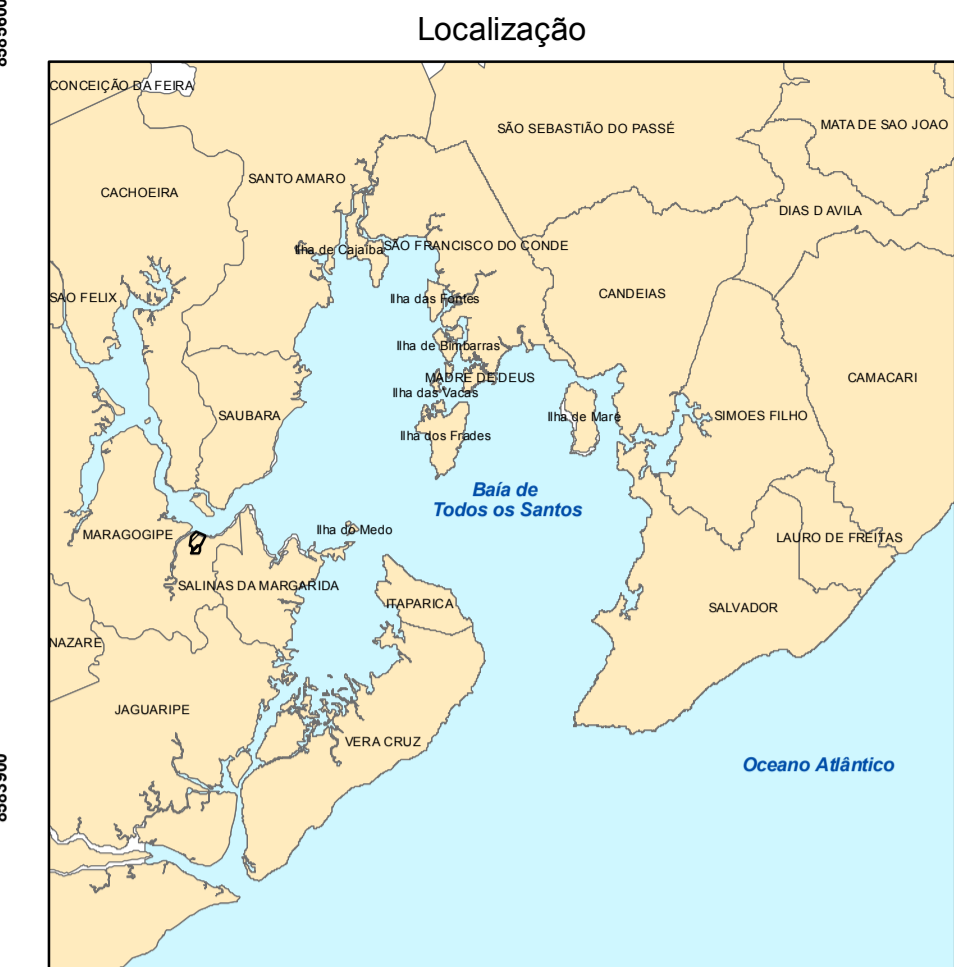 8585600
Localização
CONCEIÇÃO DA FEIRA
SÃO SEBASTIÃO DO PASSÉ
MATA DE SAO JOAO
SANTO AMARO
CACHOEIRA
DIAS D AVILA
Ilha de Cajaíba
SÃO FRANCISCO DO CONDE
SAO FELIX
Ilha das Fontes
CANDEIAS
Ilha de Bimbarras
MADRE DE DEUS
CAMACARI
Ilha das Vacas
SAUBARA
Ilha de Maré
SIMOES FILHO
Ilha dos Frades
Baía de
Todos os Santos
Ilha do Medo
MARAGOGIPE
LAURO DE FREITAS
SALINAS DA MARGARIDA
ITAPARICA
SALVADOR
NAZARE
JAGUARIPE
VERA CRUZ
Oceano Atlântico
8583900